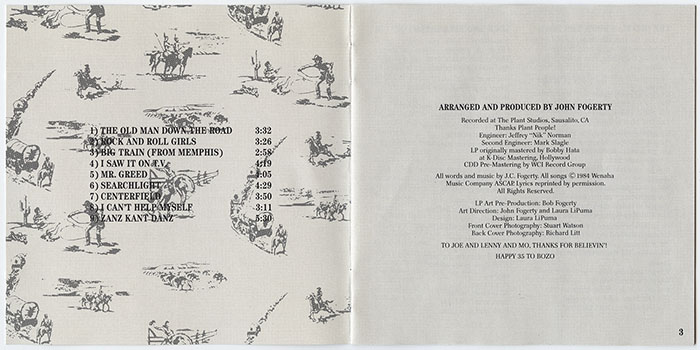 1) THE OLD MAN DOWN THE ROAD 3:32
2) ROCK AND ROLL GIRLS 3:26
3) BIG TRAIN (FROM MEMPHIS) 2:58
4) I SAW IT ON T.V. 4:19
5) MR. GREED 4:05
6) SEARCHLIGHT 4:29
7) CENTERFIELD 3:50
8) I CAN'T HELP MYSELF 3:11
9) ZANZ KANT DANZ 5:30
ARRANGED AND PRODUCED BY JOHN FOGERTY
Recorded at The Plant Studios, Sausalito, CA
Thanks Plant People!
Engineer: Jeffrey "Nik" Norman
Second Engineer: Mark Slagle
LP originally mastered by Bobby Hata
at K-Disc Mastering, Hollywood
CDD Pre-Mastering by WCI Record Group
All words and music by J.C. Fogerty. All songs © 1984 Wenaha
Music Company ASCAP. Lyrics reprinted by permission.
All Rights Reserved.
LP Art Pre-Production: Bob Fogerty
Art Direction: John Fogerty and Laura LiPuma
Design: Laura LiPuma
Front Cover Photography: Stuart Watson
Back Cover Photography: Richard Litt
TO JOE AND LENNY AND MO, THANKS FOR BELIEVIN'!
HAPPY 35 TO BOZO
3